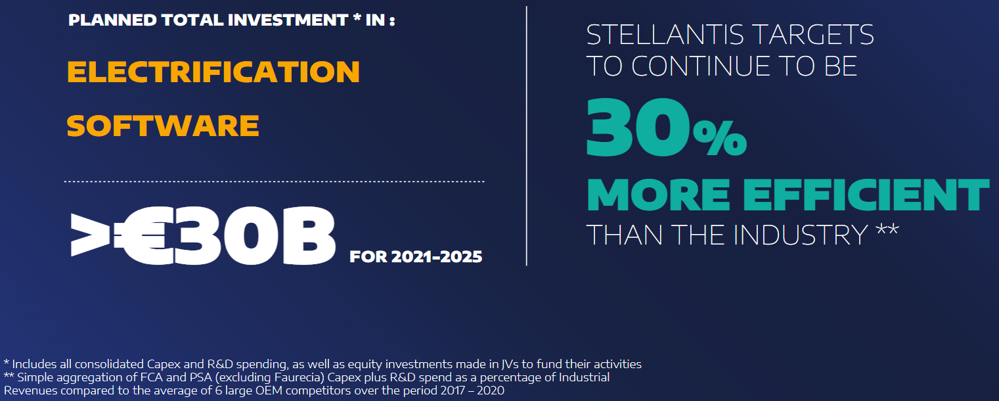 PLANNED TOTAL INVESTMENT * IN :
ELECTRIFICATION
SOFTWARE
>€30B FOR 2021-2025
STELLANTIS TARGETS
TO CONTINUE TO BE
30%
MORE EFFICIENT
THAN THE INDUSTRY **
* Includes all consolidated Capex and R&D spending, as well as equity investments made in JVs to fund their activities
** Simple aggregation of FCA and PSA (excluding Faurecia) Capex plus R&D spend as a percentage of Industrial
Revenues compared to the average of 6 large OEM competitors over the period 2017 – 2020